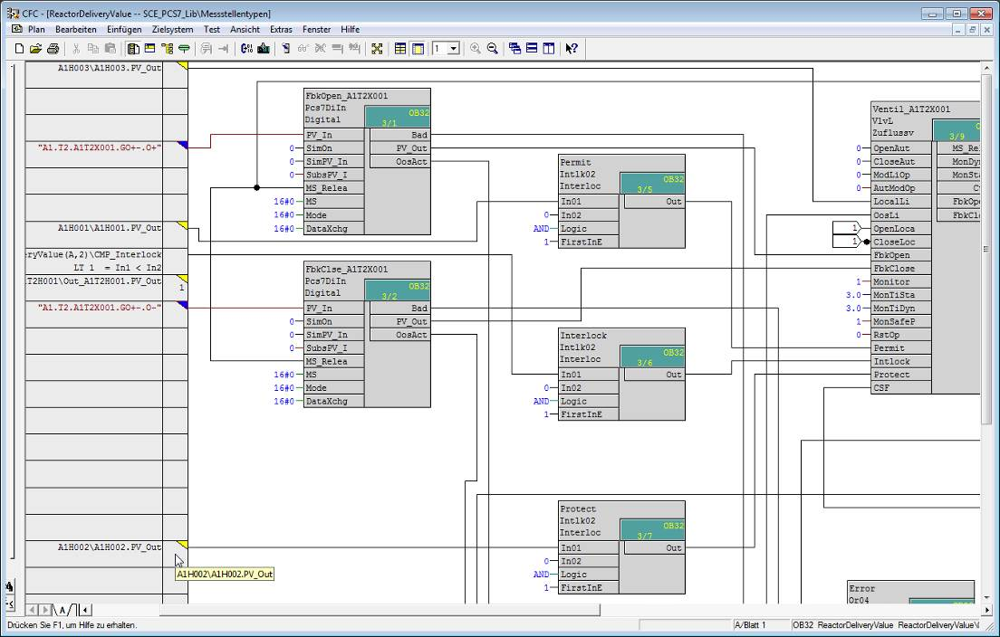 CFC - [ReactorDeliveryValue -- SCE_PCS7_Lib\Messstellentypen]
Plan Bearbeiten Einfügen Zielsystem Test Ansicht Extras Fenster Hilfe
1
A1H003\A1H003.PV_Out
"A1.T2.A1T2X001.GO+-.O+"
A1H001\A1H001.PV_Out
eryValue(A,2)\CMP_Interlock
LT 1 = In1 < In2
1T2H001\Out_A1T2H001.PV_Out
1
"A1.T2.A1T2X001.GO+-.O-"
A1H002\A1H002.PV_Out
A1H002\A1H002.PV_Out
FbkOpen_A1T2X001
Pcs7DiIn
Digital
OB32
3/1
PV_In Bad
0 SimOn PV_Out
0 SimPV_In OosAct
0 SubsPV_I
MS_Relea
16#0 MS
16#0 Mode
16#0 DataXchg
FbkClse_A1T2X001
Pcs7DiIn
Digital
OB32
3/2
PV_In Bad
0 SimOn PV_Out
0 SimPV_In OosAct
0 SubsPV_I
MS_Relea
16#0 MS
16#0 Mode
16#0 DataXchg
Permit
Intlk02
Interloc
OB32
3/5
In01 Out
0 In02
AND Logic
1 FirstInE
Interlock
Intlk02
Interloc
OB32
3/6
In01 Out
0 In02
AND Logic
1 FirstInE
Protect
Intlk02
Interloc
OB32
3/7
In01 Out
0 In02
AND Logic
1 FirstInE
Ventil_A1T2X001
VlvL
Zuflussv
3/9
0 OpenAut MS_Re
0 CloseAut MonDy
0 ModLiOp MonSt
0 AutModOp
LocalLi FbkOp
OosLi FbkCl
1 OpenLoca
1 CloseLoc
FbkOpen
FbkClose
1 Monitor
3.0 MonTiSta
3.0 MonTiDyn
1 MonSafeP
0 RstOp
Permit
Intlock
Protect
CSF
Error
Or04
A
Drücken Sie F1, um Hilfe zu erhalten.
A/Blatt 1
OB32 ReactorDeliveryValue ReactorDeliveryValue\